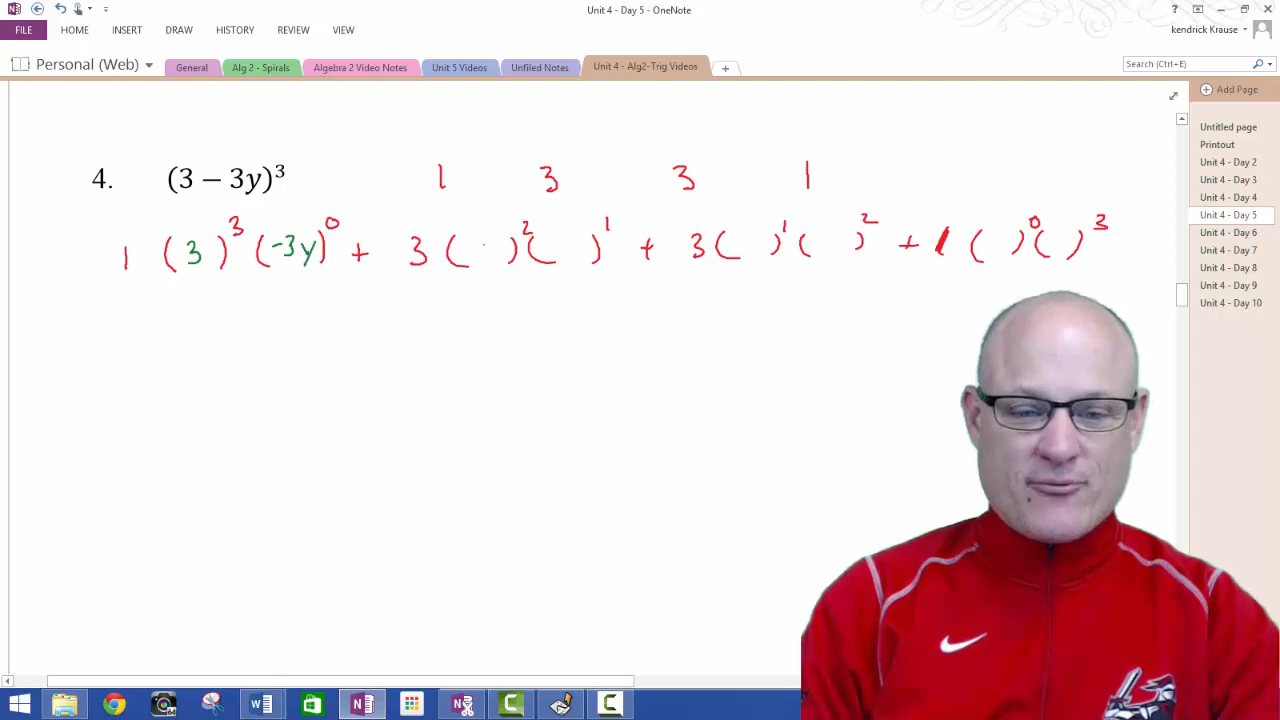 Unit 4 - Day 5 - OneNote
FILE HOME INSERT DRAW HISTORY REVIEW VIEW
kendrick Krause
Personal (Web) General Alg 2 - Spirals Algebra 2 Video Notes Unit 5 Videos Unfiled Notes Unit 4 - Alg2-Trig Videos
Search (Ctrl+E)
Add Page
Untitled page
Printout
Unit 4 - Day 2
Unit 4 - Day 3
Unit 4 - Day 4
Unit 4 - Day 5
Unit 4 - Day 6
Unit 4 - Day 7
Unit 4 - Day 8
Unit 4 - Day 9
Unit 4 - Day 10
4. (3 − 3y)³ 1 3 3 1
1 (3)³(-3y)⁰ + 3( )²( )¹ + 3( )¹( )² + 1( )⁰( )³